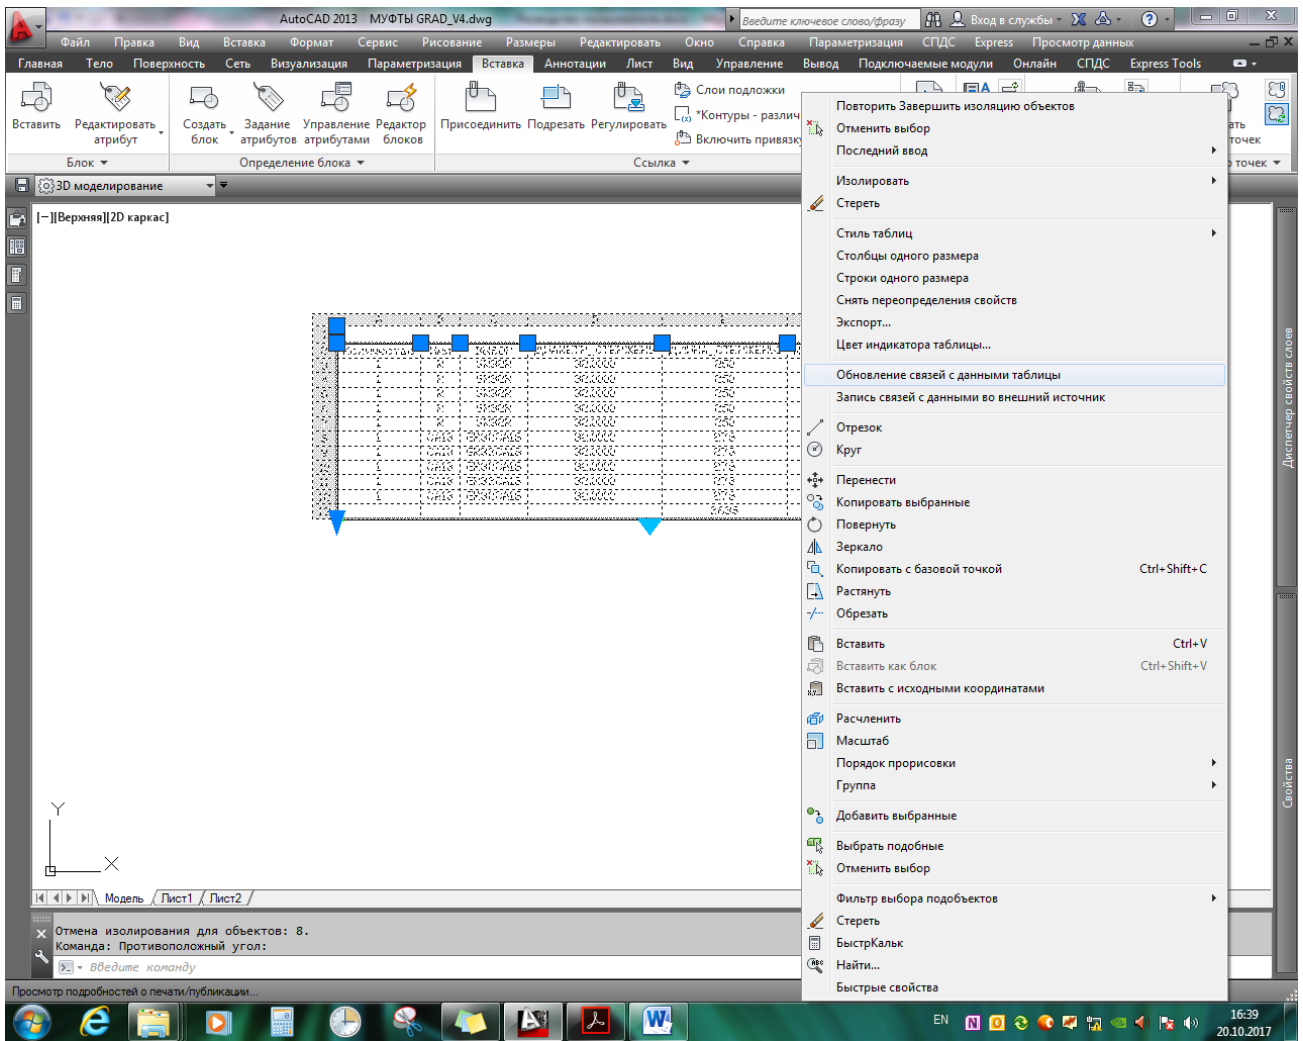 AutoCAD 2013 МУФТЫ GRAD_V4.dwg
Введите ключевое слово/фразу
Вход в службы
Файл Правка Вид Вставка Формат Сервис Рисование Размеры Редактировать Окно Справка Параметризация СПДС Express Просмотр данных
Главная Тело Поверхность Сеть Визуализация Параметризация Вставка Аннотации Лист Вид Управление Вывод Подключаемые модули Онлайн СПДС Express Tools
Вставить
Редактировать атрибут
Создать блок
Задание атрибутов
Управление атрибутами
Редактор блоков
Присоединить
Подрезать
Регулировать
Слои подложки
*Контуры - различ
Включить привязку
Блок
Определение блока
Ссылка
точек
3D моделирование
[−][Верхняя][2D каркас]
Повторить Завершить изоляцию объектов
Отменить выбор
Последний ввод
Изолировать
Стереть
Стиль таблиц
Столбцы одного размера
Строки одного размера
Снять переопределения свойств
Экспорт...
Цвет индикатора таблицы...
Обновление связей с данными таблицы
Запись связей с данными во внешний источник
Отрезок
Круг
Перенести
Копировать выбранные
Повернуть
Зеркало
Копировать с базовой точкой Ctrl+Shift+C
Растянуть
Обрезать
Вставить Ctrl+V
Вставить как блок Ctrl+Shift+V
Вставить с исходными координатами
Расчленить
Масштаб
Порядок прорисовки
Группа
Добавить выбранные
Выбрать подобные
Отменить выбор
Фильтр выбора подобъектов
Стереть
БыстрКальк
Найти...
Быстрые свойства
Диспетчер свойств слоев
Свойства
Y
X
Модель Лист1 Лист2
Отмена изолирования для объектов: 8.
Команда: Противоположный угол:
Введите команду
Просмотр подробностей о печати/публикации...
EN
16:39
20.10.2017